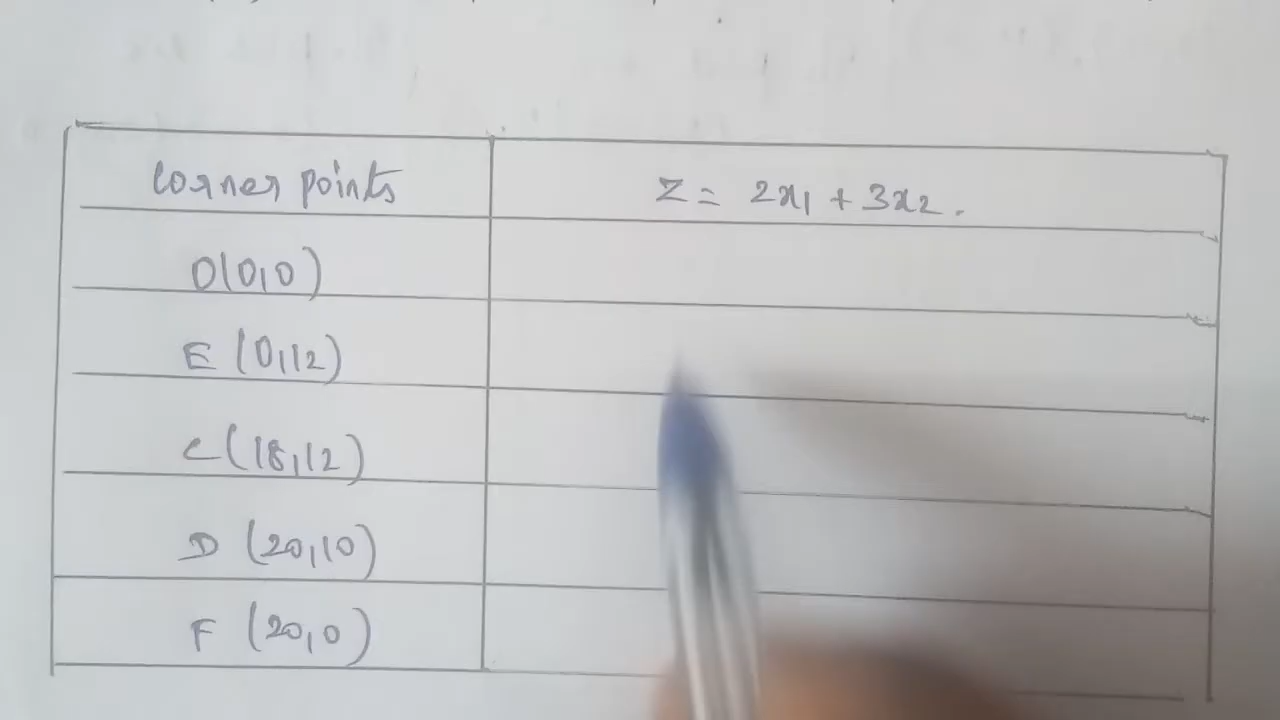 corner points
Z = 2x1 + 3x2.
O(0,0)
E (0,12)
C(18,12)
D (20,10)
F (20,0)